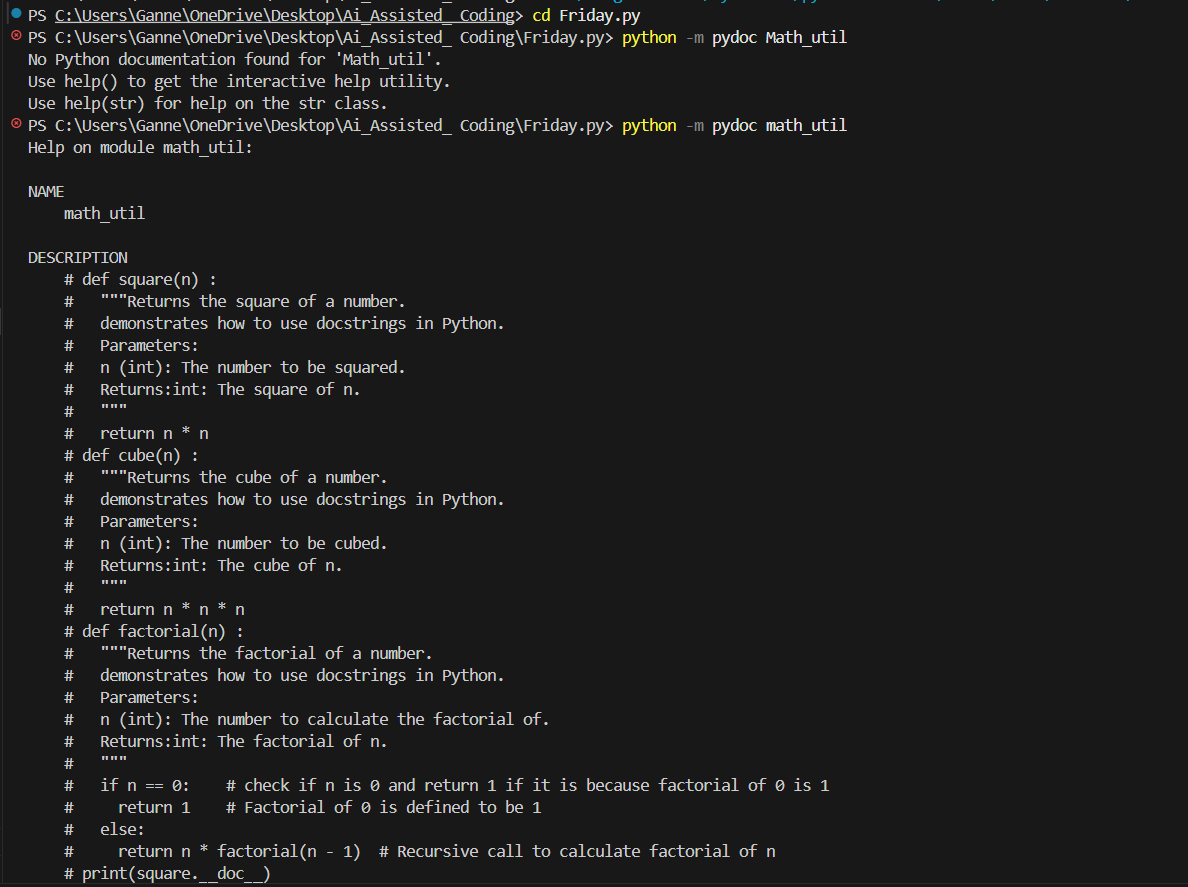 PS C:\Users\Ganne\OneDrive\Desktop\Ai_Assisted_ Coding> cd Friday.py
PS C:\Users\Ganne\OneDrive\Desktop\Ai_Assisted_ Coding\Friday.py> python -m pydoc Math_util
No Python documentation found for 'Math_util'.
Use help() to get the interactive help utility.
Use help(str) for help on the str class.
PS C:\Users\Ganne\OneDrive\Desktop\Ai_Assisted_ Coding\Friday.py> python -m pydoc math_util
Help on module math_util:
NAME
    math_util
DESCRIPTION
    # def square(n) :
    #   """Returns the square of a number.
    #   demonstrates how to use docstrings in Python.
    #   Parameters:
    #   n (int): The number to be squared.
    #   Returns:int: The square of n.
    #   """
    #   return n * n
    # def cube(n) :
    #   """Returns the cube of a number.
    #   demonstrates how to use docstrings in Python.
    #   Parameters:
    #   n (int): The number to be cubed.
    #   Returns:int: The cube of n.
    #   """
    #   return n * n * n
    # def factorial(n) :
    #   """Returns the factorial of a number.
    #   demonstrates how to use docstrings in Python.
    #   Parameters:
    #   n (int): The number to calculate the factorial of.
    #   Returns:int: The factorial of n.
    #   """
    #   if n == 0:    # check if n is 0 and return 1 if it is because factorial of 0 is 1
    #     return 1    # Factorial of 0 is defined to be 1
    #   else:
    #     return n * factorial(n - 1)  # Recursive call to calculate factorial of n
    # print(square.__doc__)